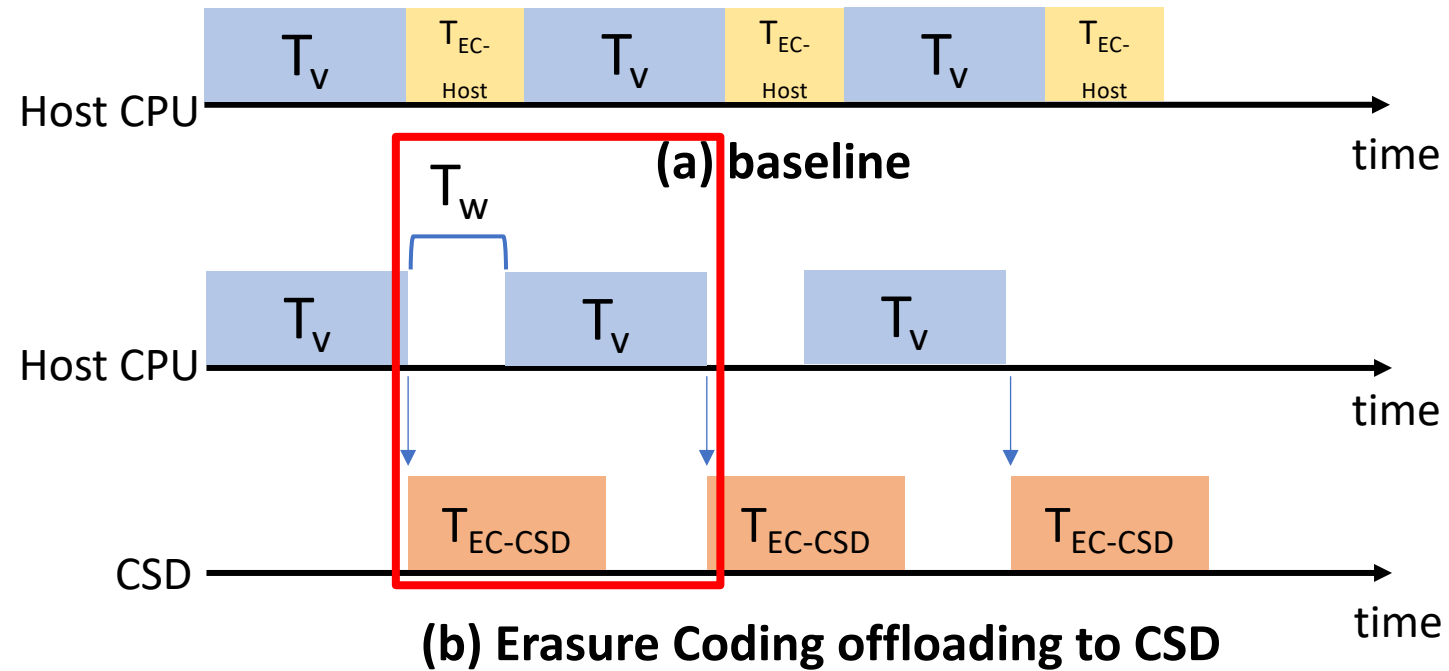 T_v T_EC- T_v T_EC- T_v T_EC-
Host Host Host
Host CPU
time
(a) baseline
T_w
T_v T_v T_v
Host CPU
time
T_EC-CSD T_EC-CSD T_EC-CSD
CSD
time
(b) Erasure Coding offloading to CSD